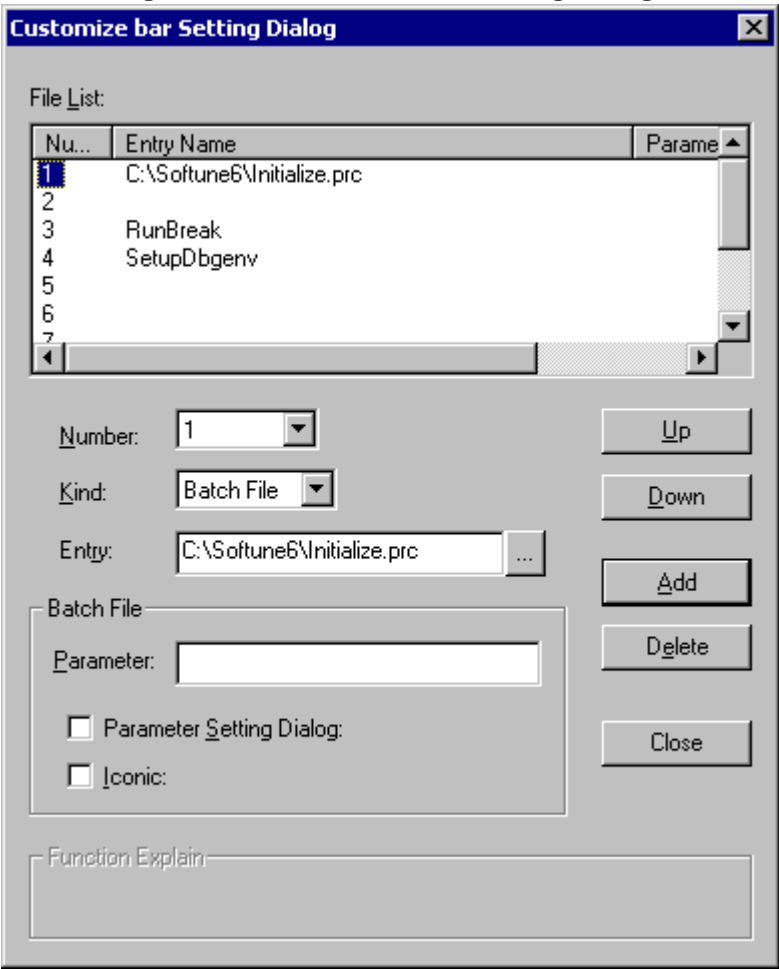 Customize bar Setting Dialog
File List:
Nu... Entry Name Parame
1 C:\Softune6\Initialize.prc
2
3 RunBreak
4 SetupDbgenv
5
6
7
Number: 1 Up
Kind: Batch File Down
Entry: C:\Softune6\Initialize.prc ...
Add
Batch File
Delete
Parameter:
Parameter Setting Dialog:
Close
Iconic:
Function Explain